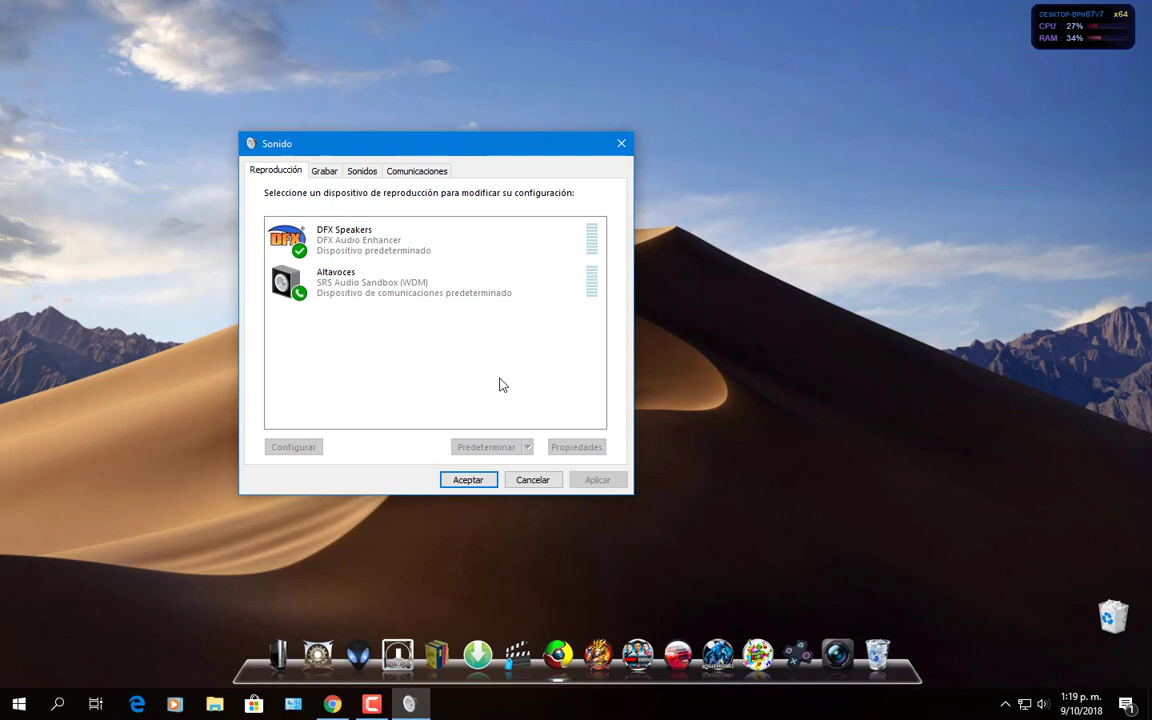 DESKTOP-BPH87V7 x64
CPU : 27%
RAM : 34%
Sonido
Reproducción Grabar Sonidos Comunicaciones
Seleccione un dispositivo de reproducción para modificar su configuración:
DFX
DFX Speakers
DFX Audio Enhancer
Dispositivo predeterminado
Altavoces
SRS Audio Sandbox (WDM)
Dispositivo de comunicaciones predeterminado
Configurar Predeterminar Propiedades
Aceptar Cancelar Aplicar
1:19 p. m.
9/10/2018
1